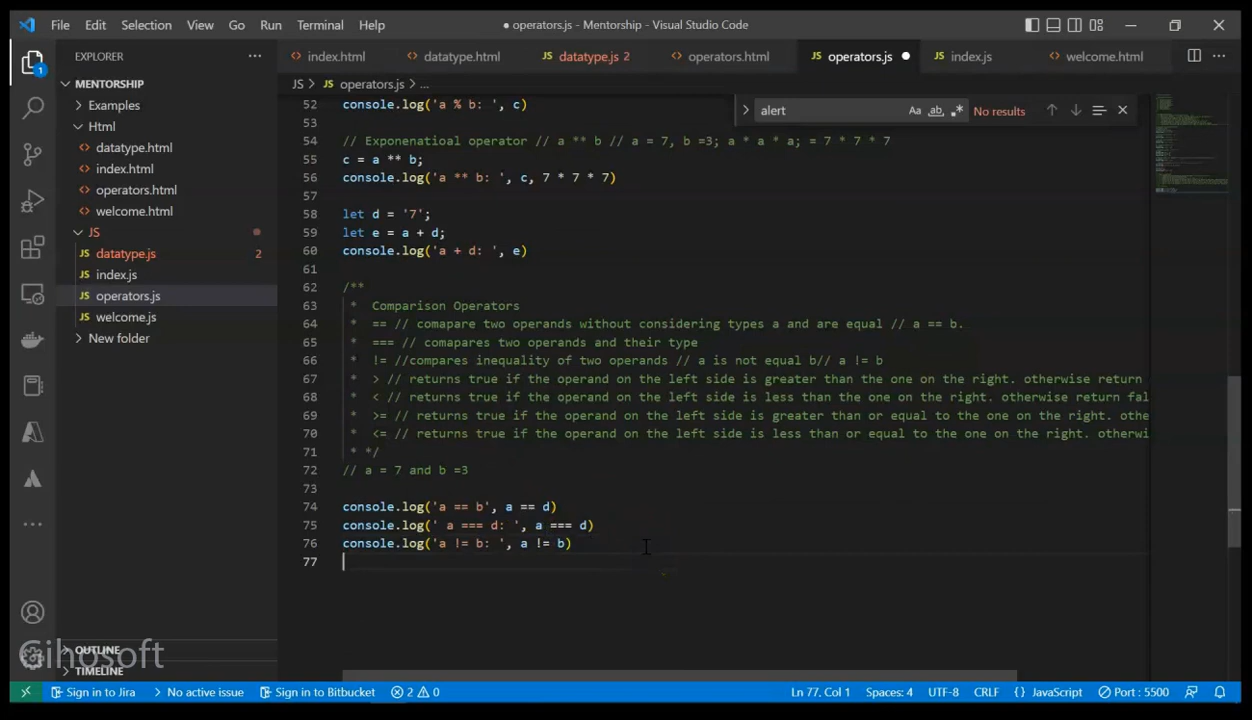 File Edit Selection View Go Run Terminal Help
● operators.js - Mentorship - Visual Studio Code
EXPLORER ...
index.html datatype.html datatype.js 2 operators.html JS operators.js ● JS index.js welcome.html
JS > JS operators.js > ...
1
MENTORSHIP
Examples
Html
datatype.html
index.html
operators.html
welcome.html
JS
JS datatype.js 2
JS index.js
JS operators.js
JS welcome.js
New folder
OUTLINE
TIMELINE
alert Aa ab .* No results
52 console.log('a % b: ', c)
53
54 // Exponenatioal operator // a ** b // a = 7, b =3; a * a * a; = 7 * 7 * 7
55 c = a ** b;
56 console.log('a ** b: ', c, 7 * 7 * 7)
57
58 let d = '7';
59 let e = a + d;
60 console.log('a + d: ', e)
61
62 /**
63 * Comparison Operators
64 * == // comapare two operands without considering types a and are equal // a == b.
65 * === // comapares two operands and their type
66 * != //compares inequality of two operands // a is not equal b// a != b
67 * > // returns true if the operand on the left side is greater than the one on the right. otherwise return
68 * < // returns true if the operand on the left side is less than the one on the right. otherwise return fal
69 * >= // returns true if the operand on the left side is greater than or equal to the one on the right. othe
70 * <= // returns true if the operand on the left side is less than or equal to the one on the right. otherwi
71 * */
72 // a = 7 and b =3
73
74 console.log('a == b', a == d)
75 console.log(' a === d: ', a === d)
76 console.log('a != b: ', a != b)
77
Gihosoft
Sign in to Jira No active issue Sign in to Bitbucket 2 0 Ln 77, Col 1 Spaces: 4 UTF-8 CRLF {} JavaScript Port : 5500